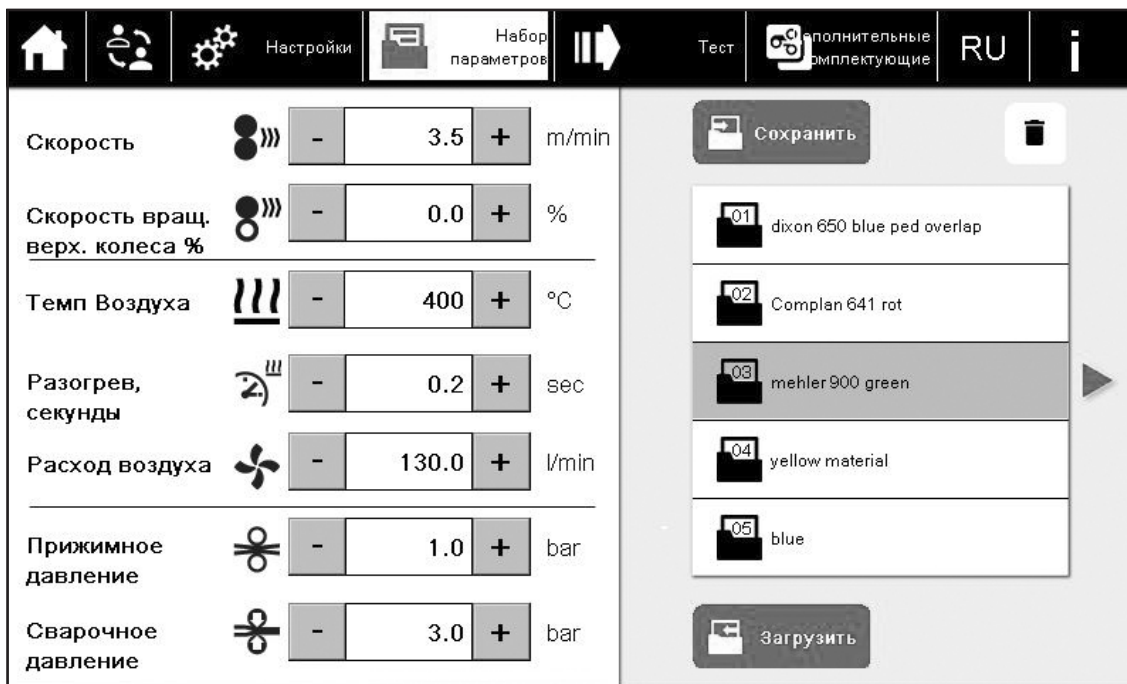 Настройки
Набор
параметров
Тест
полнительные
омплектующие
RU
i
Скорость - 3.5 + m/min
Скорость вращ.
верх. колеса % - 0.0 + %
Темп Воздуха - 400 + °C
Разогрев,
секунды - 0.2 + sec
Расход воздуха - 130.0 + l/min
Прижимное
давление - 1.0 + bar
Сварочное
давление - 3.0 + bar
Сохранить
01 dixon 650 blue ped overlap
02 Complan 641 rot
03 mehler 900 green
04 yellow material
05 blue
Загрузить